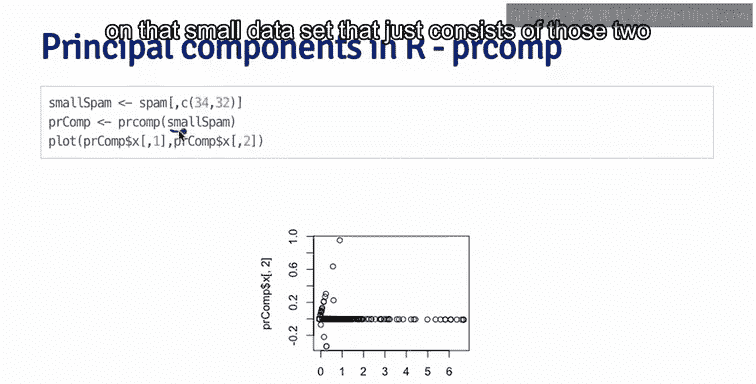 on that small data set that just consists of those two
Principal components in R - prcomp
smallSpam <- spam[,c(34,32)]
prComp <- prcomp(smallSpam)
plot(prComp$x[,1],prComp$x[,2])
prComp$x[, 2]
1.0
0.6
0.2
-0.2
0 1 2 3 4 5 6